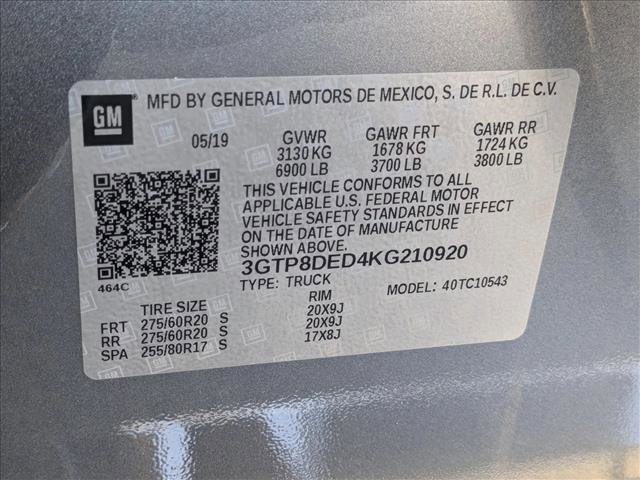 GM MFD BY GENERAL MOTORS DE MEXICO, S. DE R.L. DE C.V.
05/19 GVWR GAWR FRT GAWR RR
3130 KG 1678 KG 1724 KG
6900 LB 3700 LB 3800 LB
THIS VEHICLE CONFORMS TO ALL
APPLICABLE U.S. FEDERAL MOTOR
VEHICLE SAFETY STANDARDS IN EFFECT
ON THE DATE OF MANUFACTURE
SHOWN ABOVE.
3GTP8DED4KG210920
464C TYPE: TRUCK MODEL: 40TC10543
TIRE SIZE RIM
FRT 275/60R20 S 20X9J
RR 275/60R20 S 20X9J
SPA 255/80R17 S 17X8J